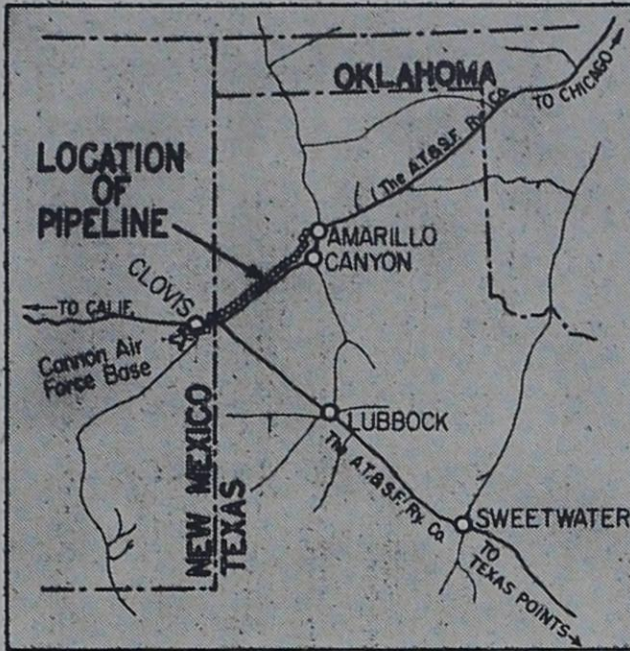 OKLAHOMA
TO CHICAGO
The A.T.&S.F. Ry. Co.
LOCATION
OF
PIPELINE
AMARILLO
CANYON
CLOVIS
TO CALIF.
Cannon Air
Force Base
NEW MEXICO
TEXAS
LUBBOCK
The A.T.&S.F. Ry. Co.
SWEETWATER
TO
TEXAS POINTS